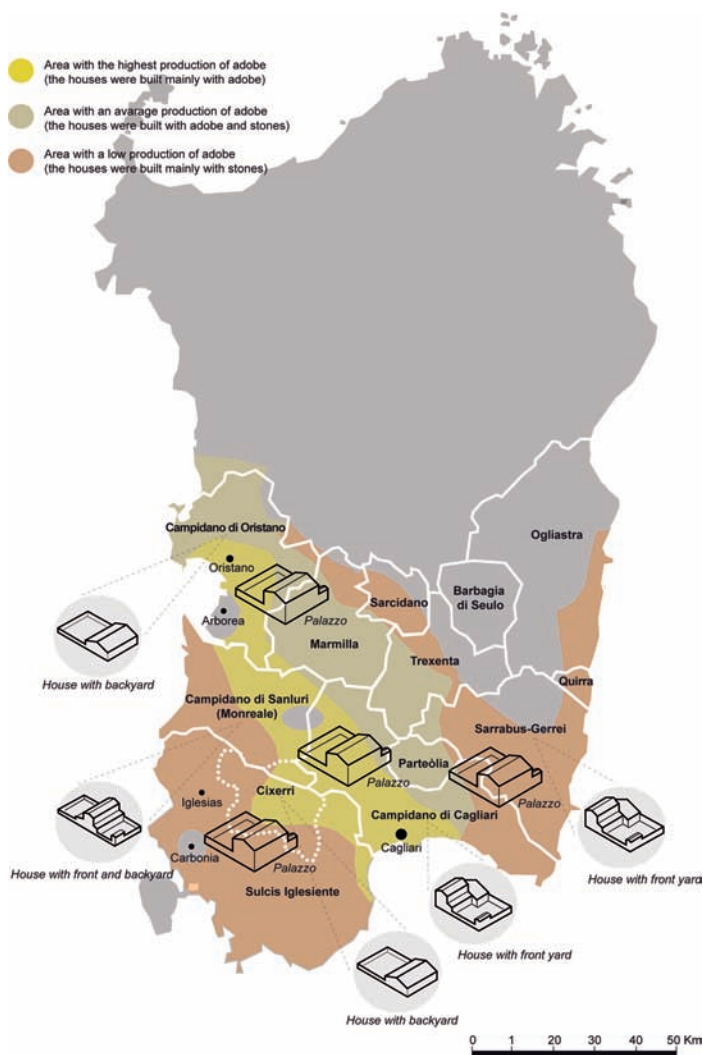 Area with the highest production of adobe
(the houses were built mainly with adobe)
Area with an avarage production of adobe
(the houses were built with adobe and stones)
Area with a low production of adobe
(the houses were built mainly with stones)
Campidano di Oristano
Oristano
Arborea
Palazzo
House with backyard
Ogliastra
Barbagia
di Seulo
Sarcidano
Marmilla
Trexenta
Quirra
Campidano di Sanluri
(Monreale)
Sarrabus-Gerrei
Parteòlia
Palazzo
Palazzo
Cixerri
Iglesias
Campidano di Cagliari
Cagliari
Carbonia
Palazzo
House with front and backyard
Sulcis Iglesiente
House with front yard
House with front yard
House with backyard
0 1 20 30 40 50 Km